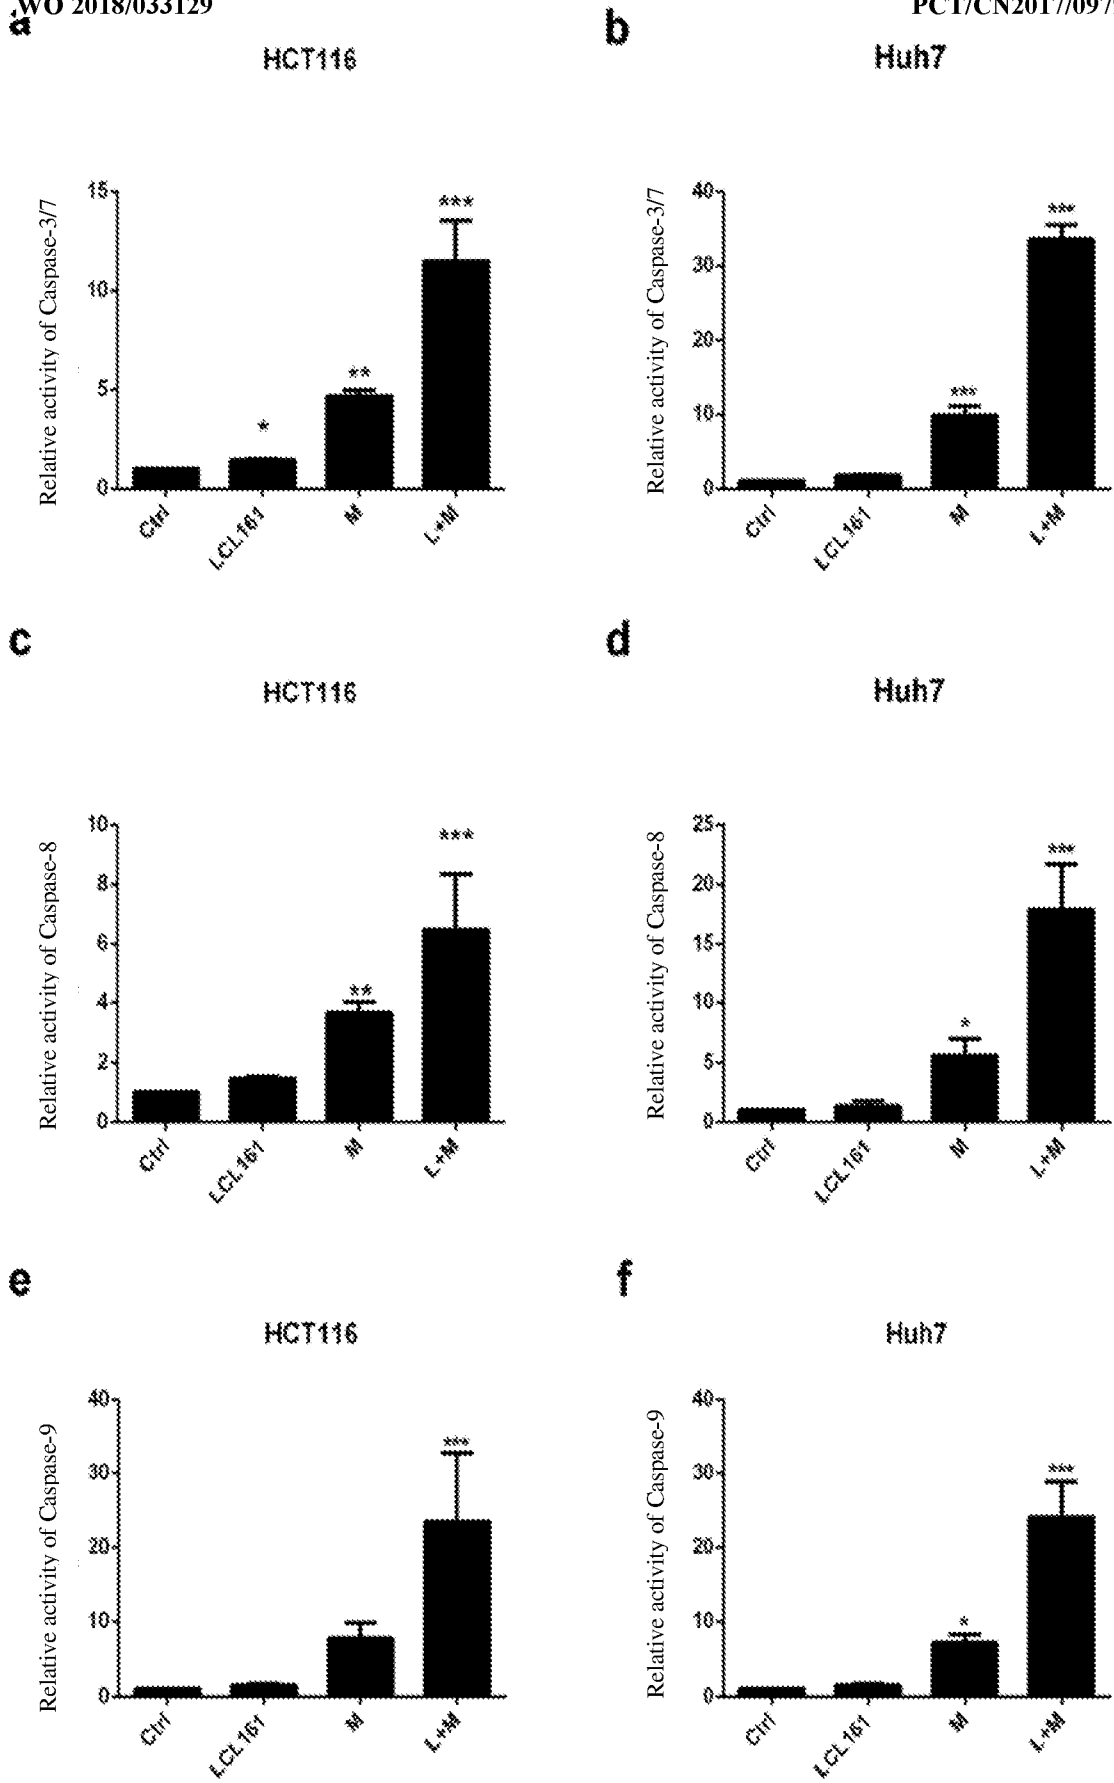 WO 2018/033129
a
HCT116
Relative activity of Caspase-3/7
15
10
5
0
***
**
*
Ctrl
LCL161
M
L+M
b
Huh7
Relative activity of Caspase-3/7
40
30
20
10
0
***
***
Ctrl
LCL161
M
L+M
c
HCT116
Relative activity of Caspase-8
10
8
6
4
2
0
***
**
Ctrl
LCL161
M
L+M
d
Huh7
Relative activity of Caspase-8
25
20
15
10
5
0
***
*
Ctrl
LCL161
M
L+M
e
HCT116
Relative activity of Caspase-9
40
30
20
10
0
***
Ctrl
LCL161
M
L+M
f
Huh7
Relative activity of Caspase-9
40
30
20
10
0
***
*
Ctrl
LCL161
M
L+M